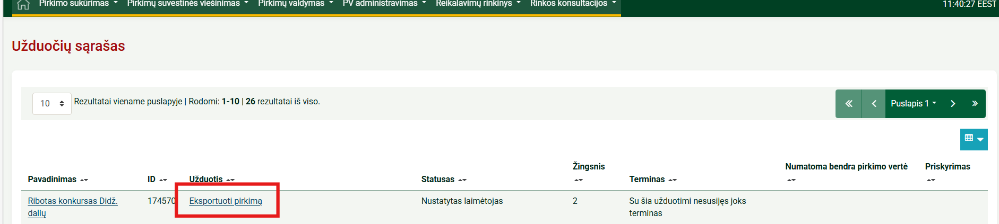 Pirkimo sukūrimas Pirkimų suvestinės viešinimas Pirkimų valdymas PV administravimas Reikalavimų rinkinys Rinkos konsultacijos 11:40:27 EEST
Užduočių sąrašas
10 Rezultatai viename puslapyje | Rodomi: 1-10 | 26 rezultatai iš viso.
Puslapis 1
Pavadinimas ID Užduotis Statusas Žingsnis Terminas Numatoma bendra pirkimo vertė Priskyrimas
Ribotas konkursas Didž. 174570 Eksportuoti pirkimą Nustatytas laimėtojas 2 Su šia užduotimi nesusijęs joks
dalių terminas